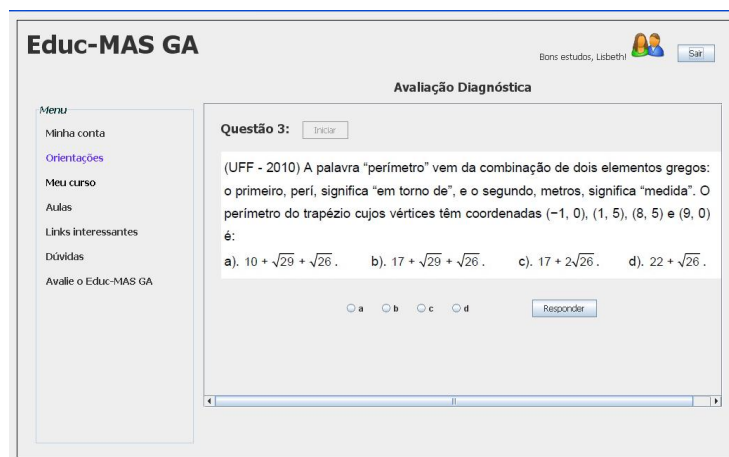 Educ-MAS GA
Bons estudos, Lisbeth!
Sair
Avaliação Diagnóstica
Menu
Minha conta
Orientações
Meu curso
Aulas
Links interessantes
Dúvidas
Avalie o Educ-MAS GA
Questão 3:
Iniciar
(UFF - 2010) A palavra “perímetro” vem da combinação de dois elementos gregos:
o primeiro, perí, significa “em torno de”, e o segundo, metros, significa “medida”. O
perímetro do trapézio cujos vértices têm coordenadas (−1, 0), (1, 5), (8, 5) e (9, 0)
é:
a). 10 + √29 + √26 . b). 17 + √29 + √26 . c). 17 + 2√26 . d). 22 + √26 .
a b c d
Responder